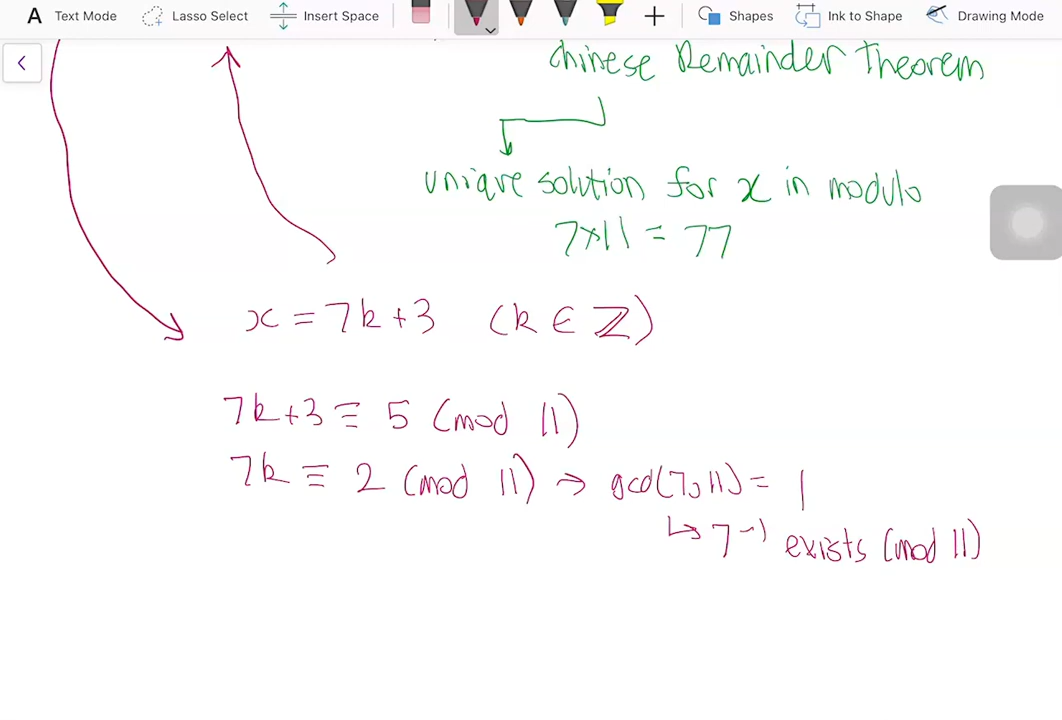 A Text Mode Lasso Select Insert Space + Shapes Ink to Shape Drawing Mode
Chinese Remainder Theorem
unique solution for x in modulo
7×11 = 77
x = 7k+3 (k ∈ ℤ)
7k+3 ≡ 5 (mod 11)
7k ≡ 2 (mod 11) → gcd(7,11) = 1
↳ 7⁻¹ exists (mod 11)